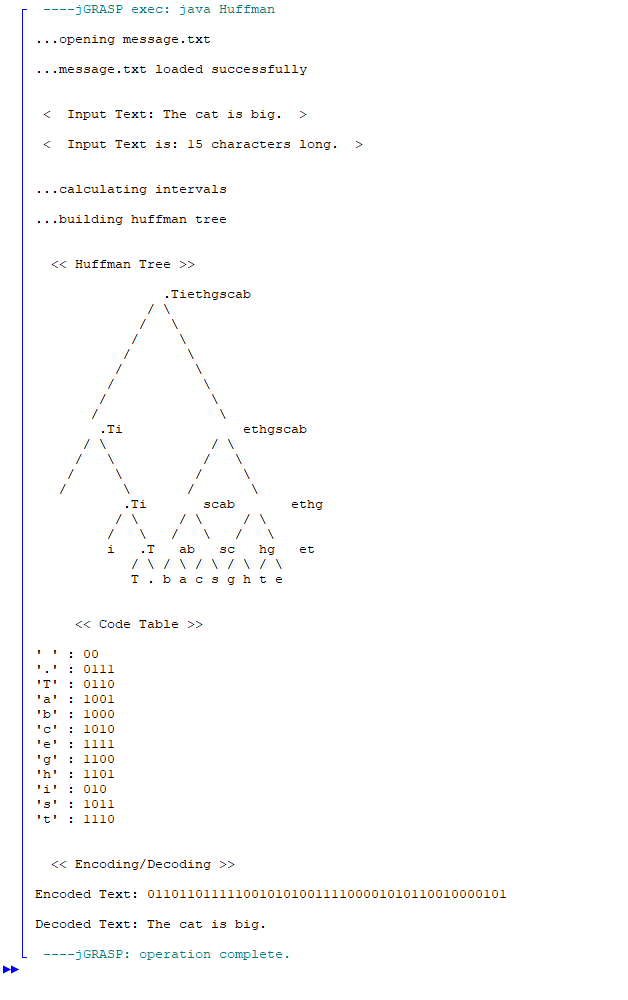 ----jGRASP exec: java Huffman
...opening message.txt
...message.txt loaded successfully
<  Input Text: The cat is big.  >
<  Input Text is: 15 characters long.  >
...calculating intervals
...building huffman tree
<< Huffman Tree >>
.Tiethgscab
/ \
/   \
/     \
/       \
/         \
/           \
/             \
/               \
.Ti               ethgscab
/ \             / \
/   \           / \
/     \         /     \
/       \       /       \
.Ti       scab       ethg
/ \     / \     / \
/   \   /   \   /   \
i   .T   ab   sc   hg   et
/ \ / \ / \ / \ / \
T . b a c s g h t e
<< Code Table >>
' ' : 00
'.' : 0111
'T' : 0110
'a' : 1001
'b' : 1000
'c' : 1010
'e' : 1111
'g' : 1100
'h' : 1101
'i' : 010
's' : 1011
't' : 1110
<< Encoding/Decoding >>
Encoded Text: 011011011111001010100111100001010110010000101
Decoded Text: The cat is big.
----jGRASP: operation complete.